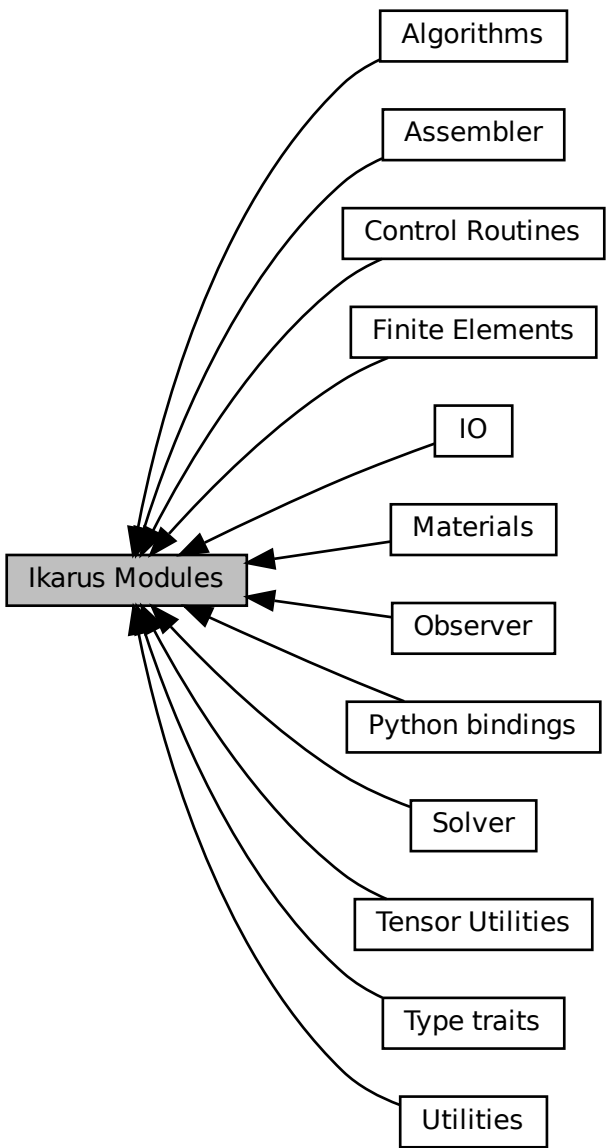 Algorithms
Assembler
Control Routines
Finite Elements
IO
Materials
Ikarus Modules
Observer
Python bindings
Solver
Tensor Utilities
Type traits
Utilities